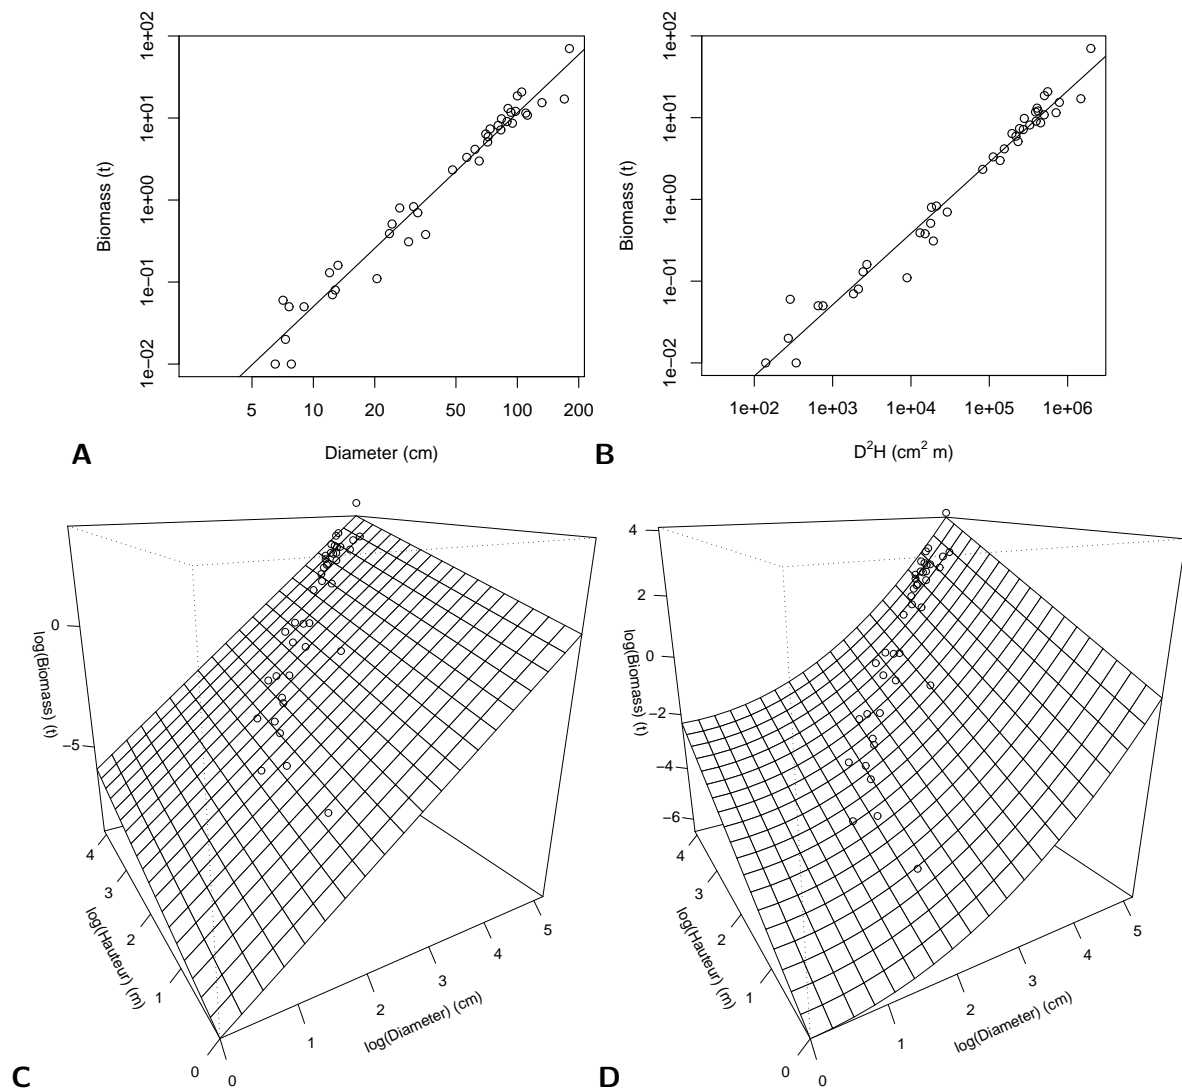 1e+02
1e+01
1e+00
1e−01
1e−02
Biomass (t)
5 10 20 50 100 200
Diameter (cm)
A
1e+02
1e+01
1e+00
1e−01
1e−02
Biomass (t)
1e+02 1e+03 1e+04 1e+05 1e+06
D²H (cm² m)
B
0
−5
log(Biomass) (t)
4
3
2
1
0
log(Hauteur) (m)
0
1
2
3
4
5
log(Diameter) (cm)
C
4
2
0
−2
−4
−6
log(Biomass) (t)
4
3
2
1
0
log(Hauteur) (m)
0
1
2
3
4
5
log(Diameter) (cm)
D